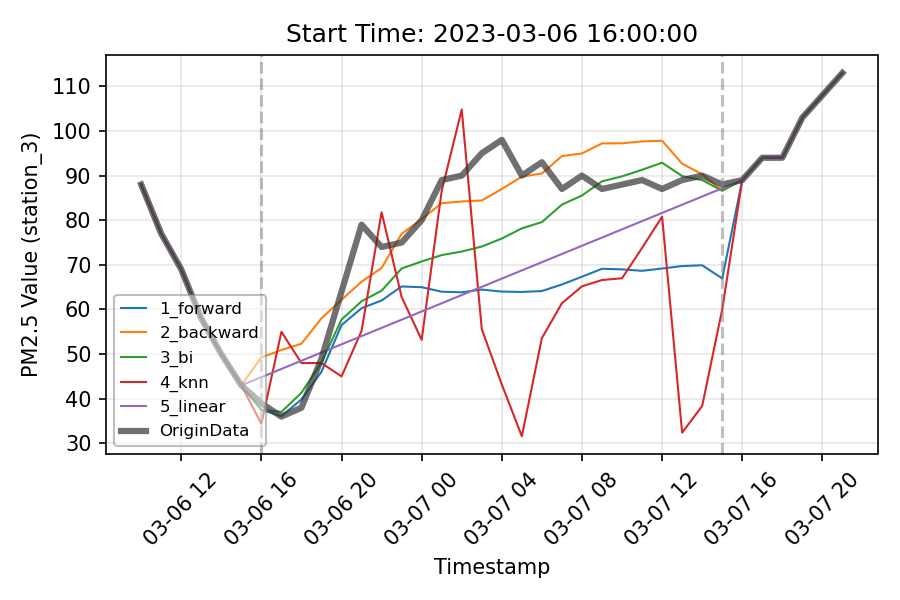 Start Time: 2023-03-06 16:00:00
PM2.5 Value (station_3)
110
100
90
80
70
60
50
40
30
1_forward
2_backward
3_bi
4_knn
5_linear
OriginData
03-06 12
03-06 16
03-06 20
03-07 00
03-07 04
03-07 08
03-07 12
03-07 16
03-07 20
Timestamp